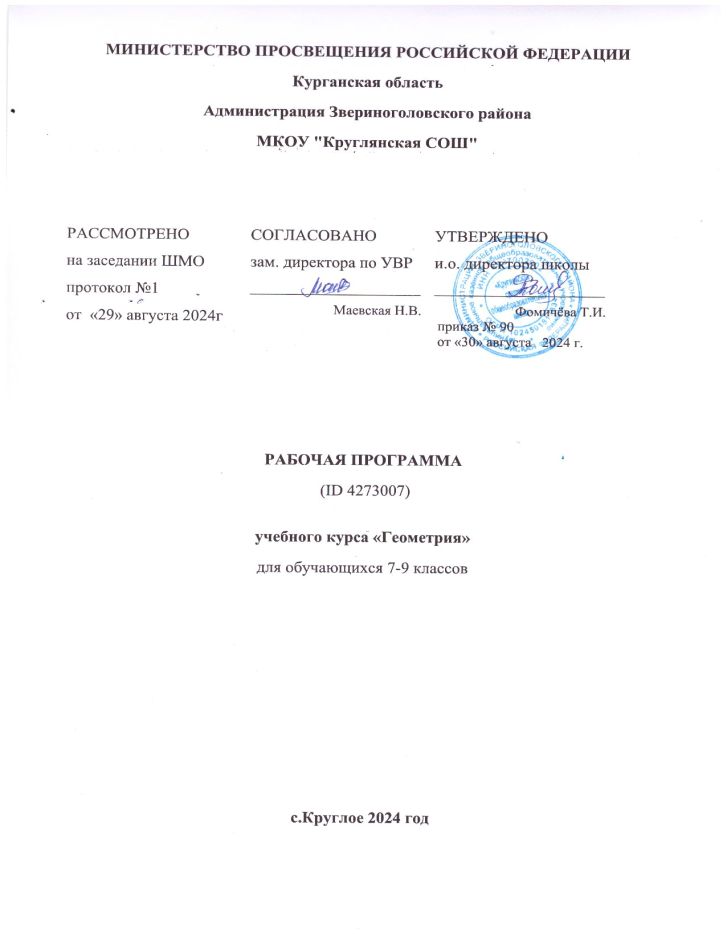 МИНИСТЕРСТВО ПРОСВЕЩЕНИЯ РОССИЙСКОЙ ФЕДЕРАЦИИ
Курганская область
Администрация Звериноголовского района
МКОУ "Круглянская СОШ"
РАССМОТРЕНО
на заседании ШМО
протокол №1
от «29» августа 2024г
СОГЛАСОВАНО
зам. директора по УВР
Маевская Н.В.
УТВЕРЖДЕНО
и.о. директора школы
Фомичёва Т.И.
приказ № 90
от «30» августа 2024 г.
РАБОЧАЯ ПРОГРАММА
(ID 4273007)
учебного курса «Геометрия»
для обучающихся 7-9 классов
с.Круглое 2024 год